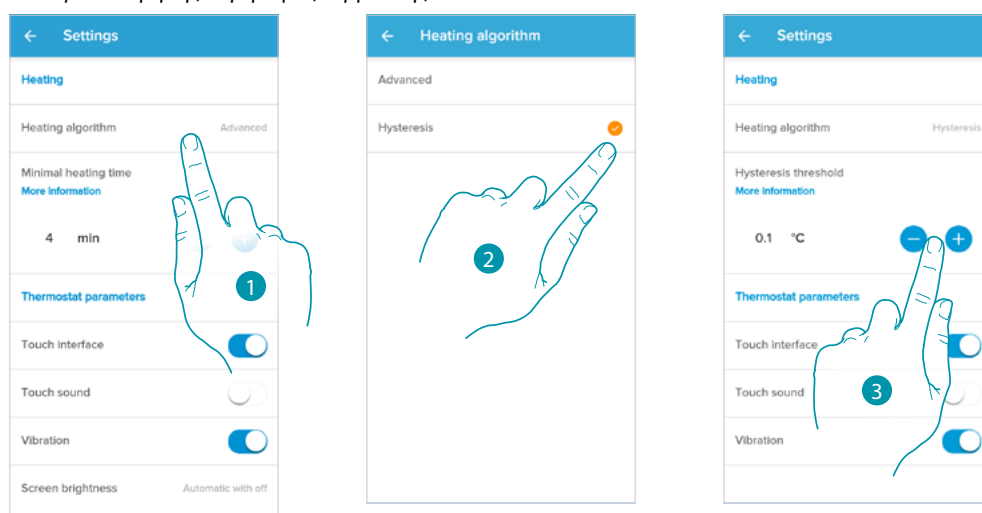 ← Settings
Heating
Heating algorithm Advanced
Minimal heating time
More information
4 min
+
1
Thermostat parameters
Touch interface
Touch sound
Vibration
Screen brightness Automatic with off
← Heating algorithm
Advanced
Hysteresis
2
← Settings
Heating
Heating algorithm Hysteresis
Hysteresis threshold
More information
0.1 °C
− +
Thermostat parameters
Touch interface
Touch sound
3
Vibration